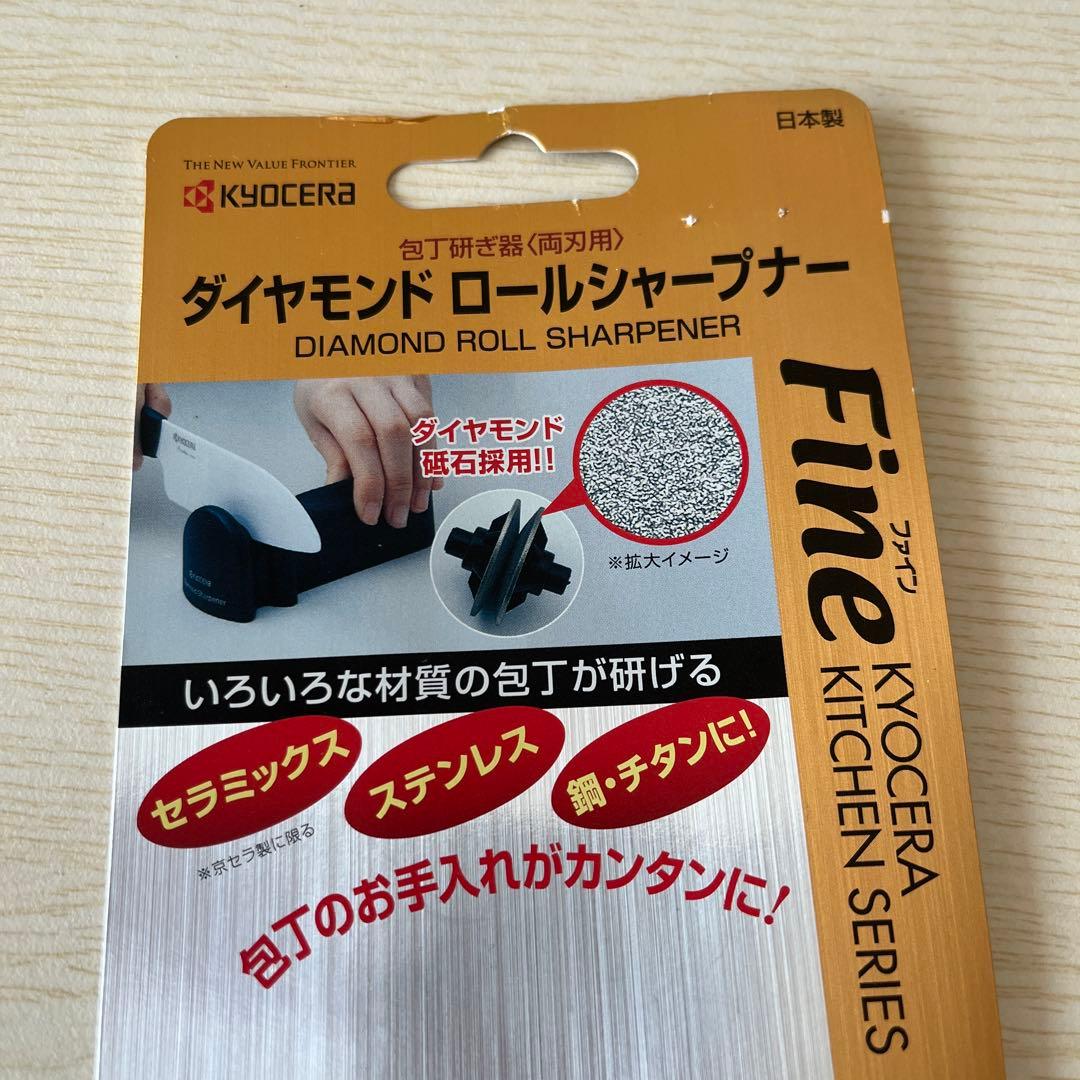 日本製
THE NEW VALUE FRONTIER
KYOCERA
包丁研ぎ器〈両刃用〉
ダイヤモンド ロールシャープナー
DIAMOND ROLL SHARPENER
ダイヤモンド
砥石採用!!
※拡大イメージ
KYOCERA
KYOCERA
いろいろな材質の包丁が研げる
セラミックス
ステンレス
鋼・チタンに!
※京セラ製に限る
包丁のお手入れがカンタンに!
Fine
ファイン
KYOCERA
KITCHEN SERIES